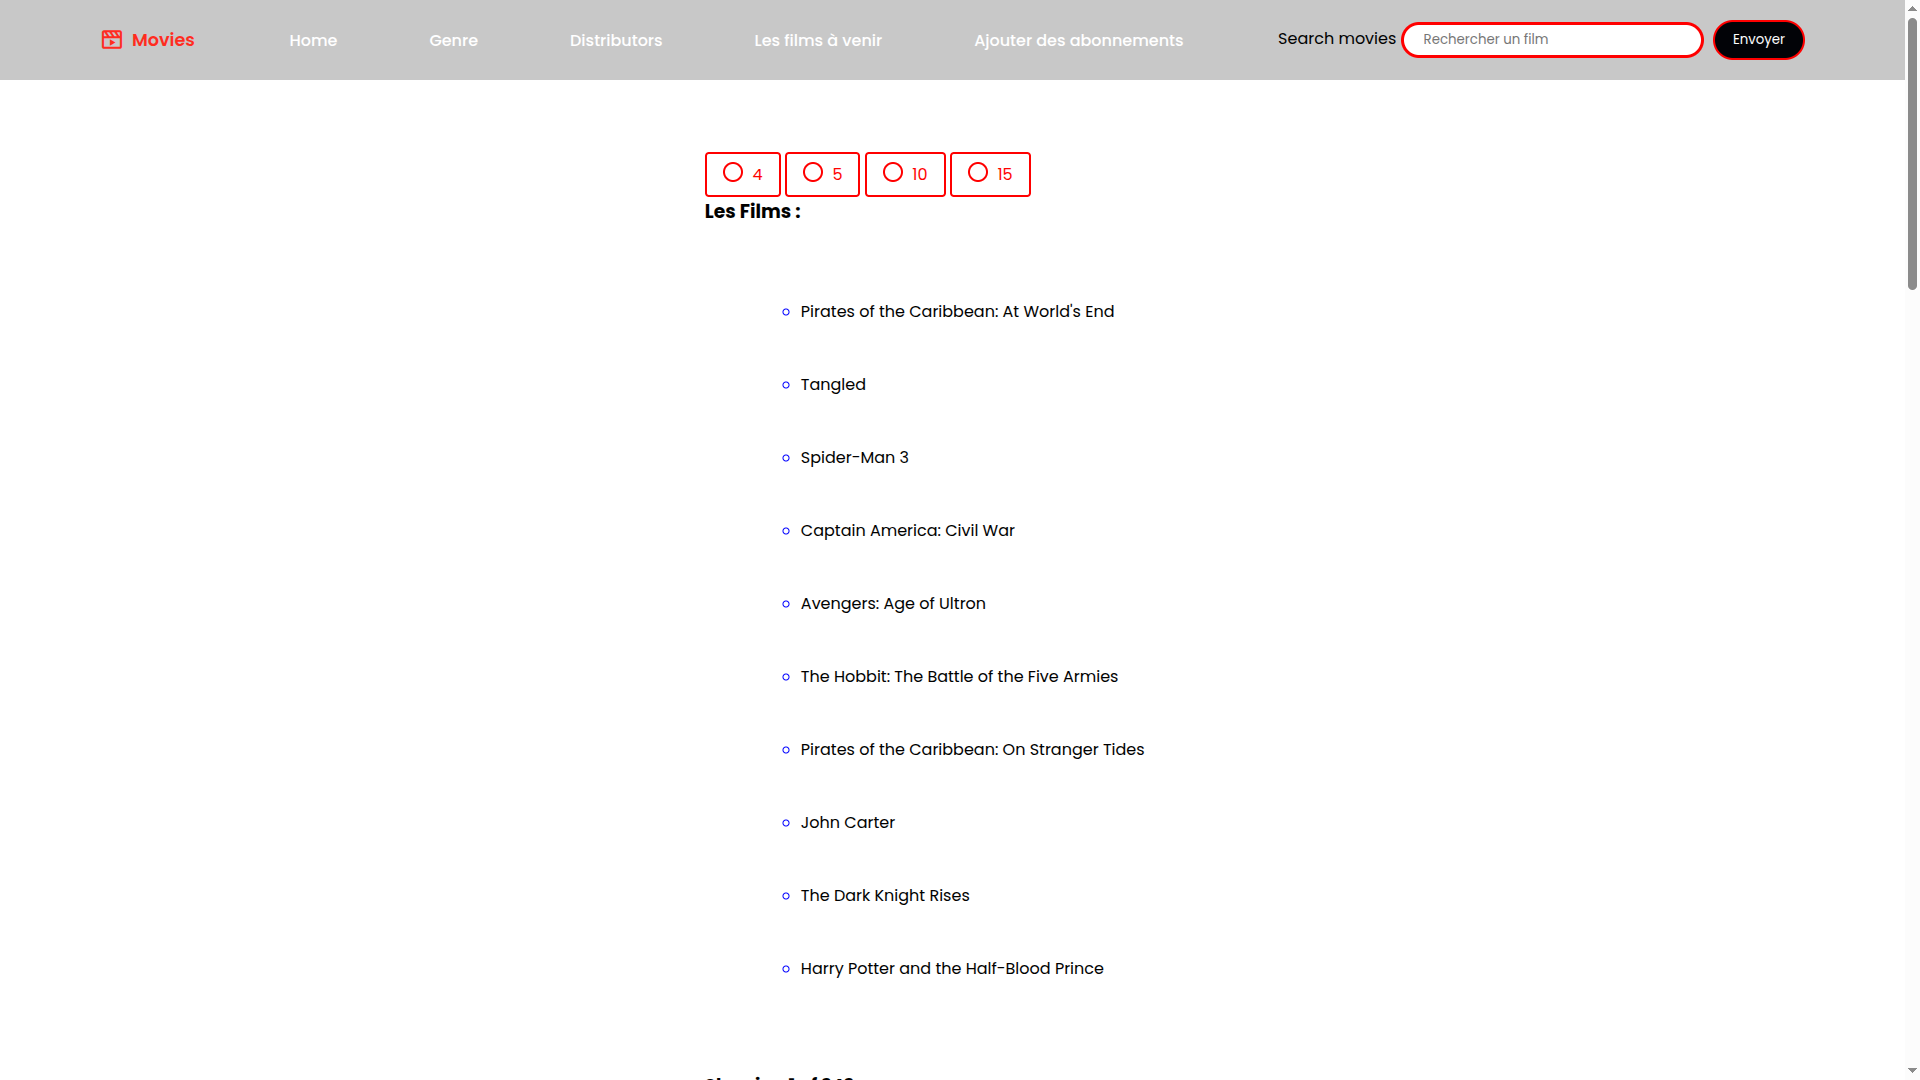 Movies Home Genre Distributors Les films à venir Ajouter des abonnements Search movies Rechercher un film Envoyer
4 5 10 15
Les Films :
Pirates of the Caribbean: At World's End
Tangled
Spider-Man 3
Captain America: Civil War
Avengers: Age of Ultron
The Hobbit: The Battle of the Five Armies
Pirates of the Caribbean: On Stranger Tides
John Carter
The Dark Knight Rises
Harry Potter and the Half-Blood Prince